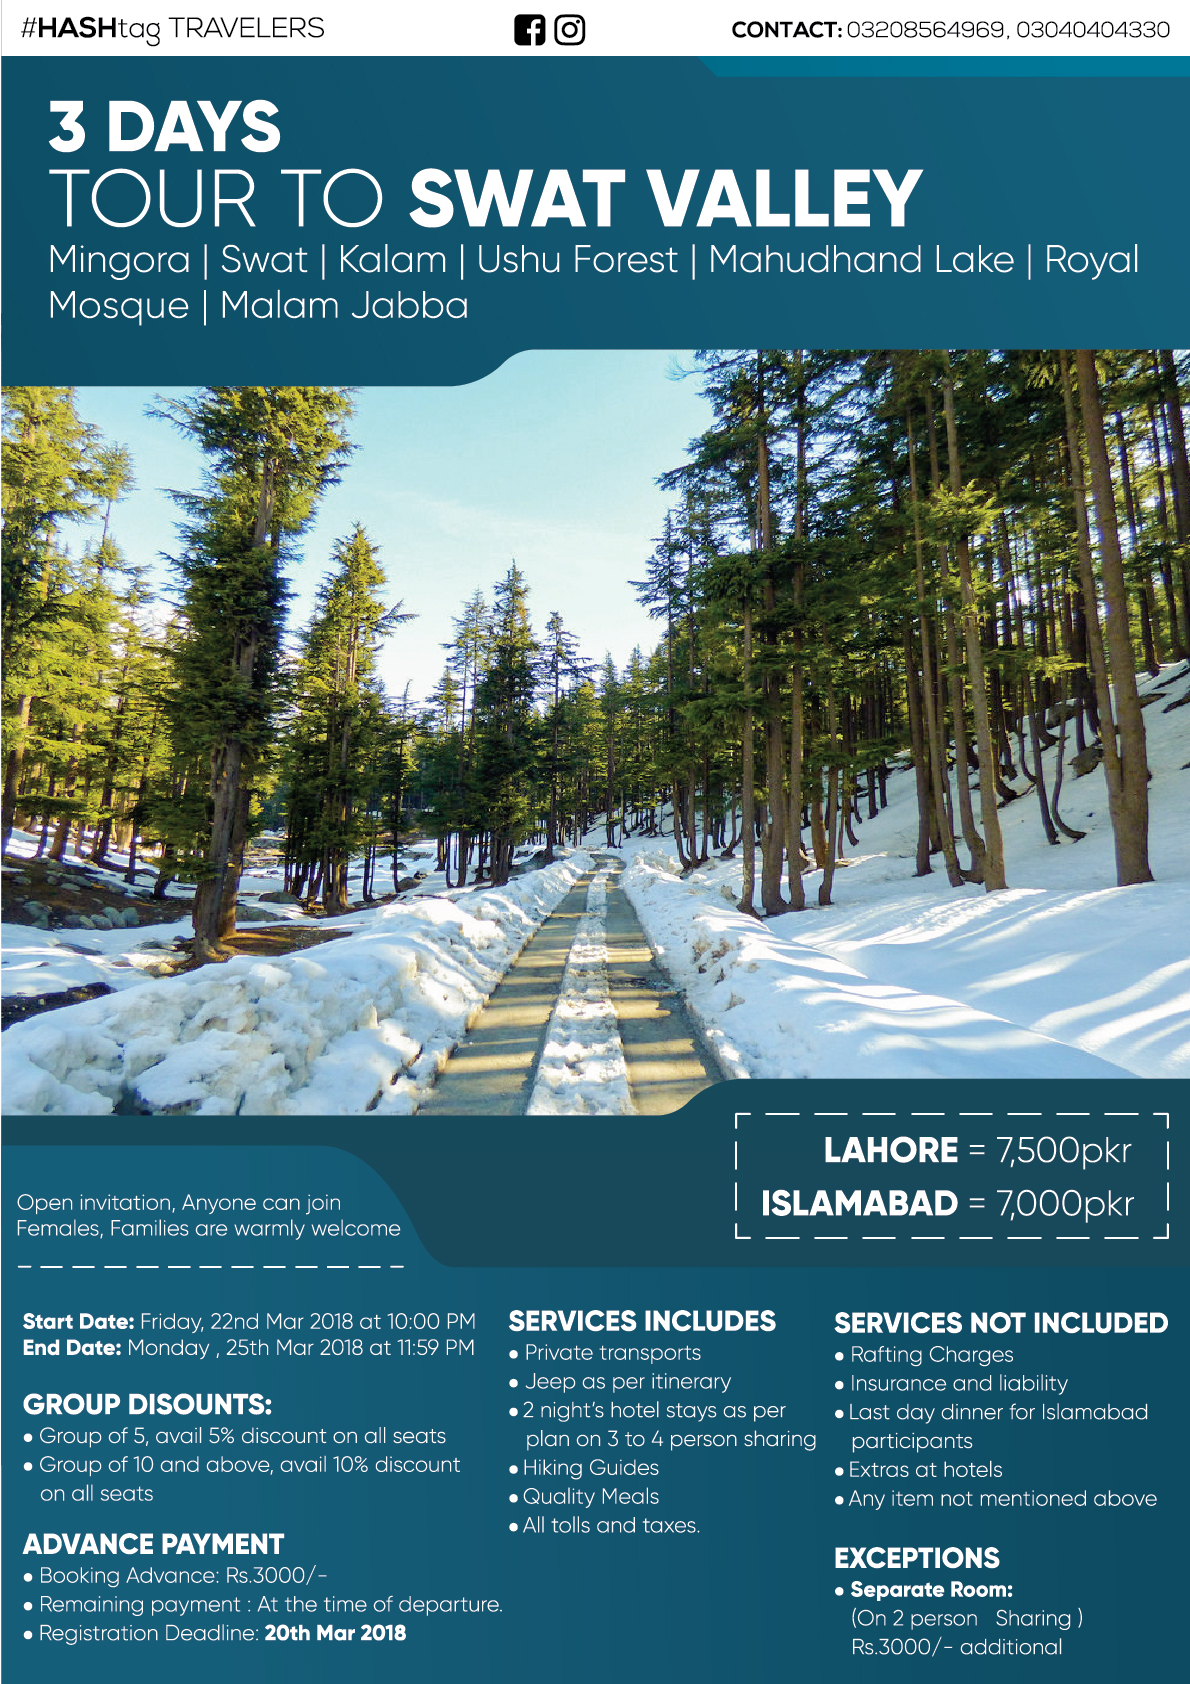 #HASHtag TRAVELERS
CONTACT: 03208564969, 03040404330
3 DAYS
TOUR TO SWAT VALLEY
Mingora | Swat | Kalam | Ushu Forest | Mahudhand Lake | Royal
Mosque | Malam Jabba
LAHORE = 7,500pkr
ISLAMABAD = 7,000pkr
Open invitation, Anyone can join
Females, Families are warmly welcome
Start Date: Friday, 22nd Mar 2018 at 10:00 PM
End Date: Monday , 25th Mar 2018 at 11:59 PM
GROUP DISOUNTS:
• Group of 5, avail 5% discount on all seats
• Group of 10 and above, avail 10% discount
on all seats
ADVANCE PAYMENT
• Booking Advance: Rs.3000/-
• Remaining payment : At the time of departure.
• Registration Deadline: 20th Mar 2018
SERVICES INCLUDES
• Private transports
• Jeep as per itinerary
• 2 night's hotel stays as per
plan on 3 to 4 person sharing
• Hiking Guides
• Quality Meals
• All tolls and taxes.
SERVICES NOT INCLUDED
• Rafting Charges
• Insurance and liability
• Last day dinner for Islamabad
participants
• Extras at hotels
• Any item not mentioned above
EXCEPTIONS
• Separate Room:
(On 2 person Sharing )
Rs.3000/- additional